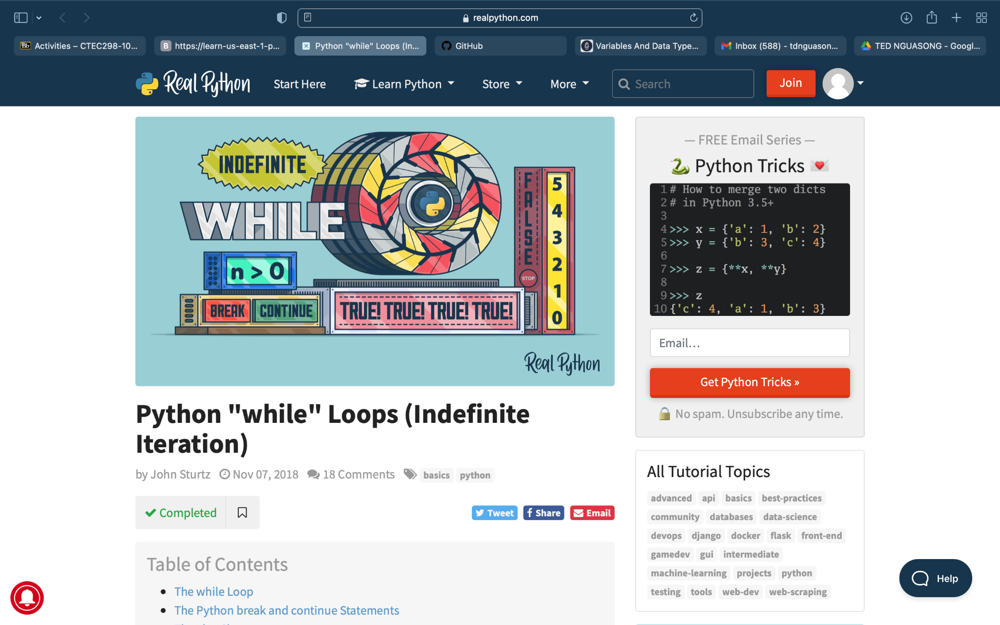 realpython.com
Activities – CTEC298-10...
https://learn-us-east-1-p...
Python "while" Loops (In...
GitHub
Variables And Data Type...
Inbox (588) - tdnguason...
TED NGUASONG - Googl...
Real Python
Start Here
Learn Python
Store
More
Search
Join
INDEFINITE
WHILE
n > 0
BREAK
CONTINUE
TRUE! TRUE! TRUE! TRUE!
FALSE
STOP
5
4
3
2
1
0
Real Python
Python "while" Loops (Indefinite
Iteration)
by John Sturtz Nov 07, 2018 18 Comments basics python
Completed
Tweet
Share
Email
Table of Contents
The while Loop
The Python break and continue Statements
— FREE Email Series —
Python Tricks
1 # How to merge two dicts
2 # in Python 3.5+
3
4 >>> x = {'a': 1, 'b': 2}
5 >>> y = {'b': 3, 'c': 4}
6
7 >>> z = {**x, **y}
8
9 >>> z
10 {'c': 4, 'a': 1, 'b': 3}
Email…
Get Python Tricks »
No spam. Unsubscribe any time.
All Tutorial Topics
advanced api basics best-practices
community databases data-science
devops django docker flask front-end
gamedev gui intermediate
machine-learning projects python
testing tools web-dev web-scraping
Help